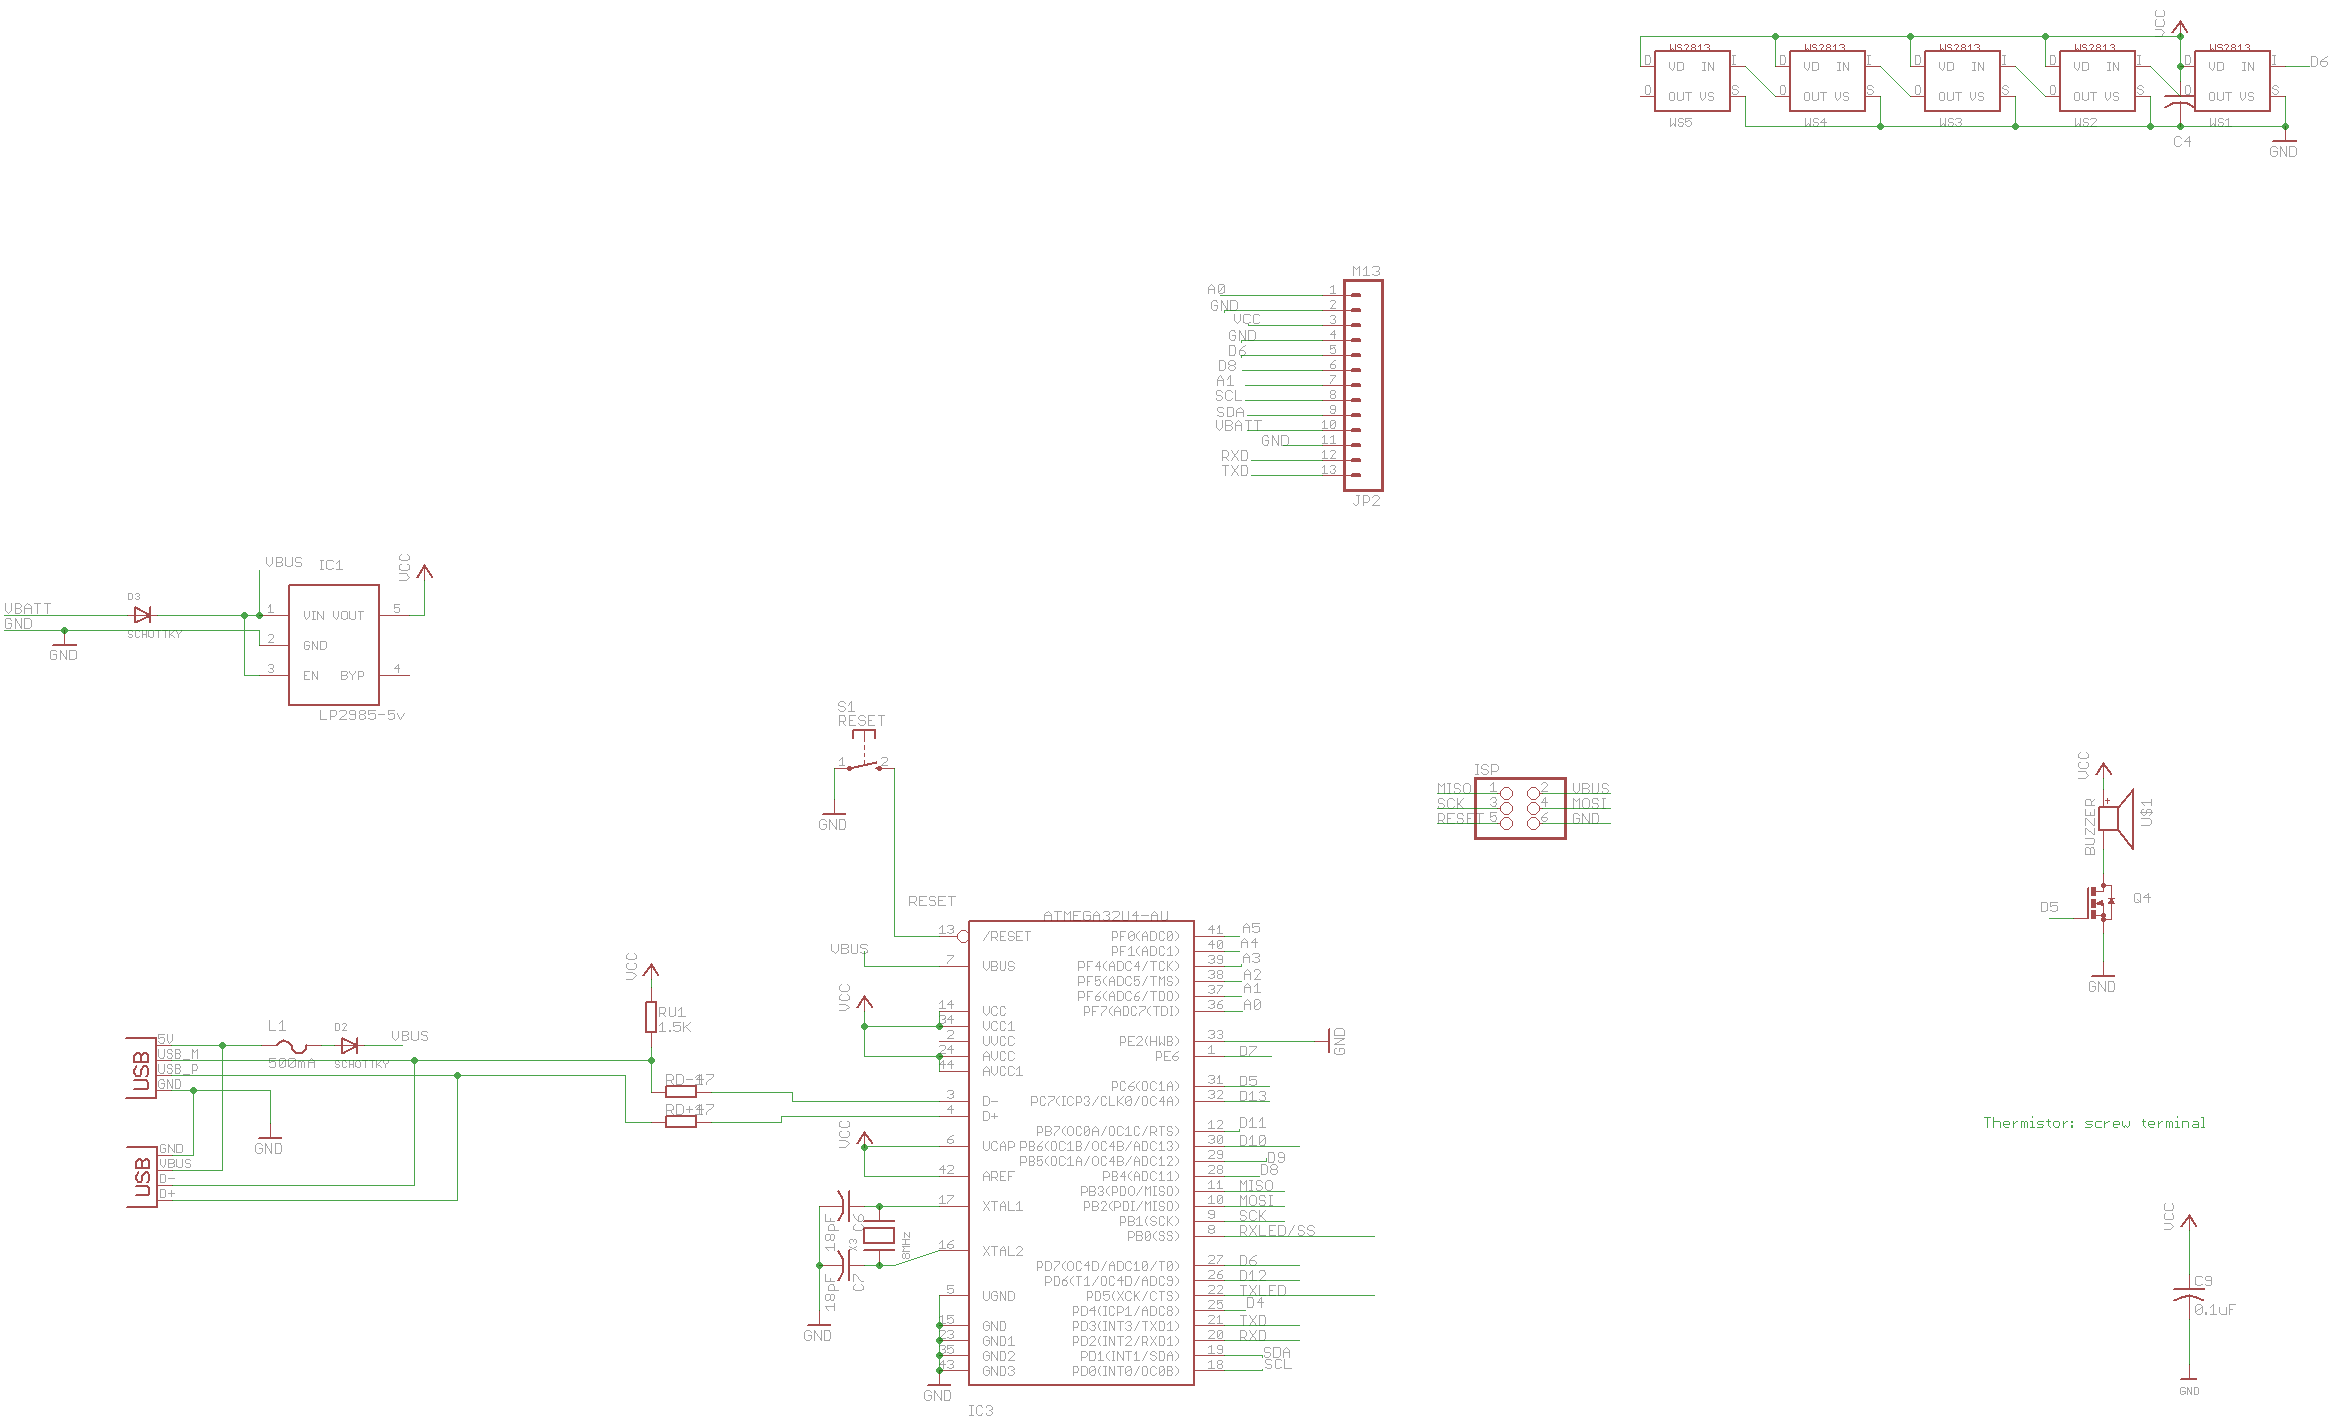 VCC
WS2813 WS2813 WS2813 WS2813 WS2813
D VD IN I D VD IN I D VD IN I D VD IN I D VD IN I D6
O OUT VS S O OUT VS S O OUT VS S O OUT VS S O OUT VS S
WS5 WS4 WS3 WS2 WS1
C4
GND
M13
A0 1
GND 2
VCC 3
GND 4
D6 5
D8 6
A1 7
SCL 8
SDA 9
VBATT 10
GND 11
RXD 12
TXD 13
JP2
VBUS IC1 VCC
D3
VBATT 1 VIN VOUT 5
GND
SCHOTTKY
GND 2 GND
3 EN BYP 4
LP2985-5v
S1
RESET
1 2
GND
ISP
MISO 1 2 VBUS
SCK 3 4 MOSI
RESET 5 6 GND
VCC
BUZZER + U$1
D5 Q4
GND
RESET
ATMEGA32U4-AU
13 /RESET
VBUS 7 VBUS
VCC
14 VCC
34 VCC1
2 UVCC
24 AVCC
44 AVCC1
3 D-
4 D+
VCC
6 UCAP
42 AREF
17 XTAL1
16 XTAL2
5 UGND
15 GND
23 GND1
35 GND2
43 GND3
GND
IC3
PF0(ADC0) 41 A5
PF1(ADC1) 40 A4
PF4(ADC4/TCK) 39 A3
PF5(ADC5/TMS) 38 A2
PF6(ADC6/TDO) 37 A1
PF7(ADC7(TDI) 36 A0
PE2(HWB) 33 GND
PE6 1 D7
PC6(OC1A) 31 D5
PC7(ICP3/CLK0/OC4A) 32 D13
PB7(OC0A/OC1C/RTS) 12 D11
PB6(OC1B/OC4B/ADC13) 30 D10
PB5(OC1A/OC4B/ADC12) 29 D9
PB4(ADC11) 28 D8
PB3(PDO/MISO) 11 MISO
PB2(PDI/MISO) 10 MOSI
PB1(SCK) 9 SCK
PB0(SS) 8 RXLED/SS
PD7(OC4D/ADC10/T0) 27 D6
PD6(T1/OC4D/ADC9) 26 D12
PD5(XCK/CTS) 22 TXLED
PD4(ICP1/ADC8) 25 D4
PD3(INT3/TXD1) 21 TXD
PD2(INT2/RXD1) 20 RXD
PD1(INT1/SDA) 19 SDA
PD0(INT0/OC0B) 18 SCL
18pF C6
X3 8MHz
18pF C7
GND
VCC
RU1
1.5K
RD- 47
RD+ 47
L1 D2 VBUS
500mA SCHOTTKY
USB
5V
USB_M
USB_P
GND
GND
USB
GND
VBUS
D-
D+
Thermistor: screw terminal
VCC
C9
0.1uF
GND